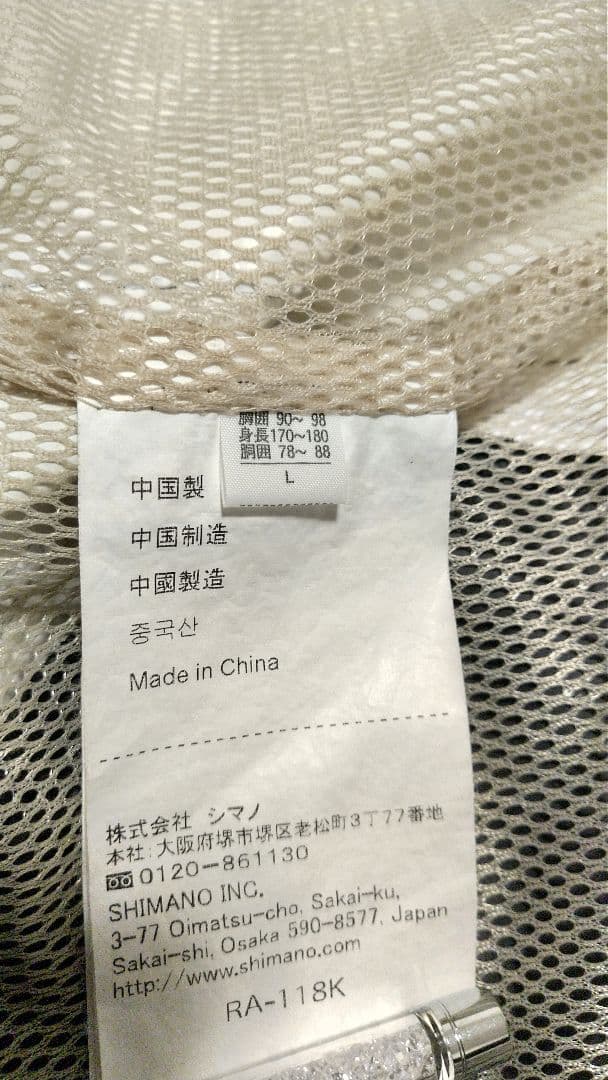 胸囲 90〜 98
身長170〜180
胴囲 78〜 88
L
中国製
中国制造
中國製造
중국산
Made in China
株式会社 シマノ
本社:大阪府堺市堺区老松町3丁77番地
0120-861130
SHIMANO INC.
3-77 Oimatsu-cho, Sakai-ku,
Sakai-shi, Osaka 590-8577, Japan
http://www.shimano.com
RA-118K